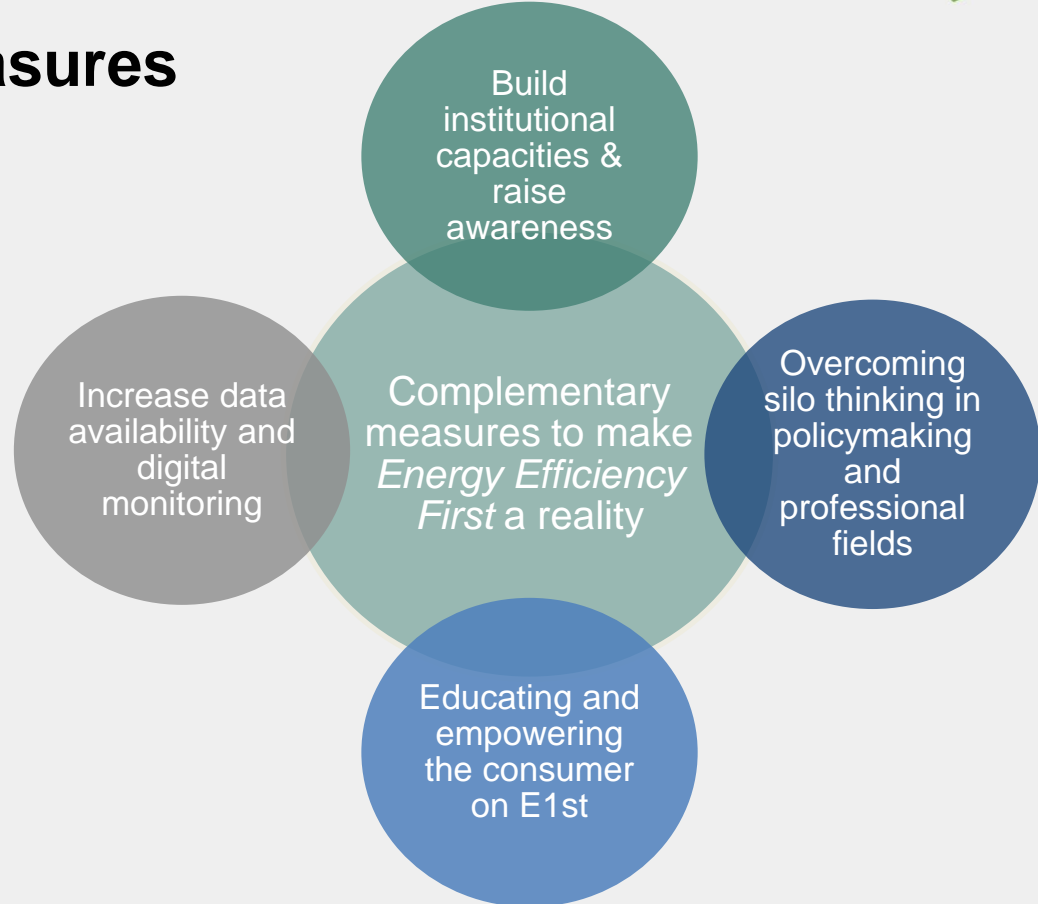 asures
Build
institutional
capacities &
raise
awareness
Increase data
availability and
digital
monitoring
Complementary
measures to make
Energy Efficiency
First a reality
Overcoming
silo thinking in
policymaking
and
professional
fields
Educating and
empowering
the consumer
on E1st